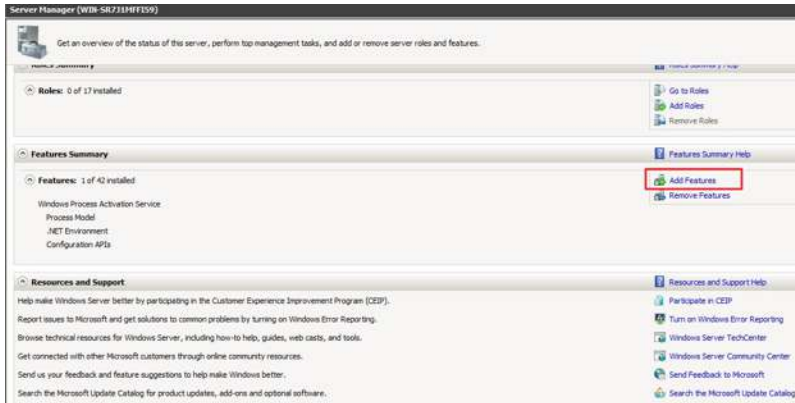 Server Manager (WIN-SR7J1MFFI59)
Get an overview of the status of this server, perform top management tasks, and add or remove server roles and features.
Roles Summary
Roles Summary Help
Roles: 0 of 17 installed
Go to Roles
Add Roles
Remove Roles
Features Summary
Features Summary Help
Features: 1 of 42 installed
Add Features
Remove Features
Windows Process Activation Service
Process Model
.NET Environment
Configuration APIs
Resources and Support
Resources and Support Help
Help make Windows Server better by participating in the Customer Experience Improvement Program (CEIP).
Participate in CEIP
Report issues to Microsoft and get solutions to common problems by turning on Windows Error Reporting.
Turn on Windows Error Reporting
Browse technical resources for Windows Server, including how-to help, guides, web casts, and tools.
Windows Server TechCenter
Get connected with other Microsoft customers through online community resources.
Windows Server Community Center
Send us your feedback and feature suggestions to help make Windows better.
Send Feedback to Microsoft
Search the Microsoft Update Catalog for product updates, add-ons and optional software.
Search the Microsoft Update Catalog